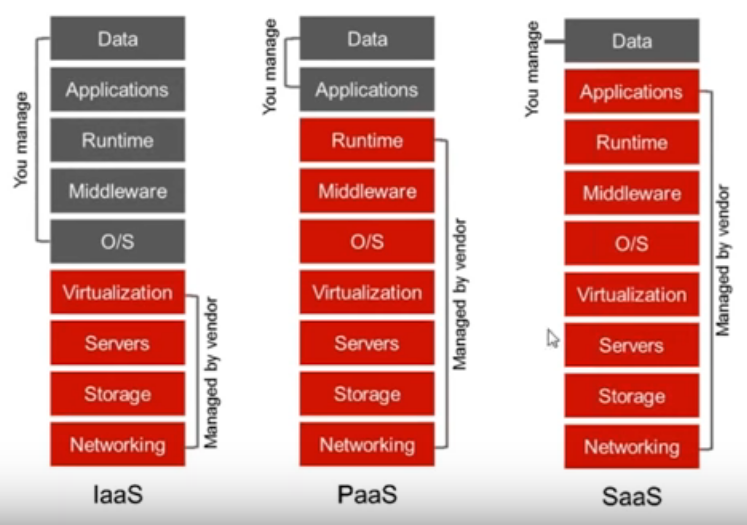 You manage
Data
Applications
Runtime
Middleware
O/S
Virtualization
Servers
Storage
Networking
Managed by vendor
IaaS
You manage
Data
Applications
Runtime
Middleware
O/S
Virtualization
Servers
Storage
Networking
Managed by vendor
PaaS
You manage
Data
Applications
Runtime
Middleware
O/S
Virtualization
Servers
Storage
Networking
Managed by vendor
SaaS